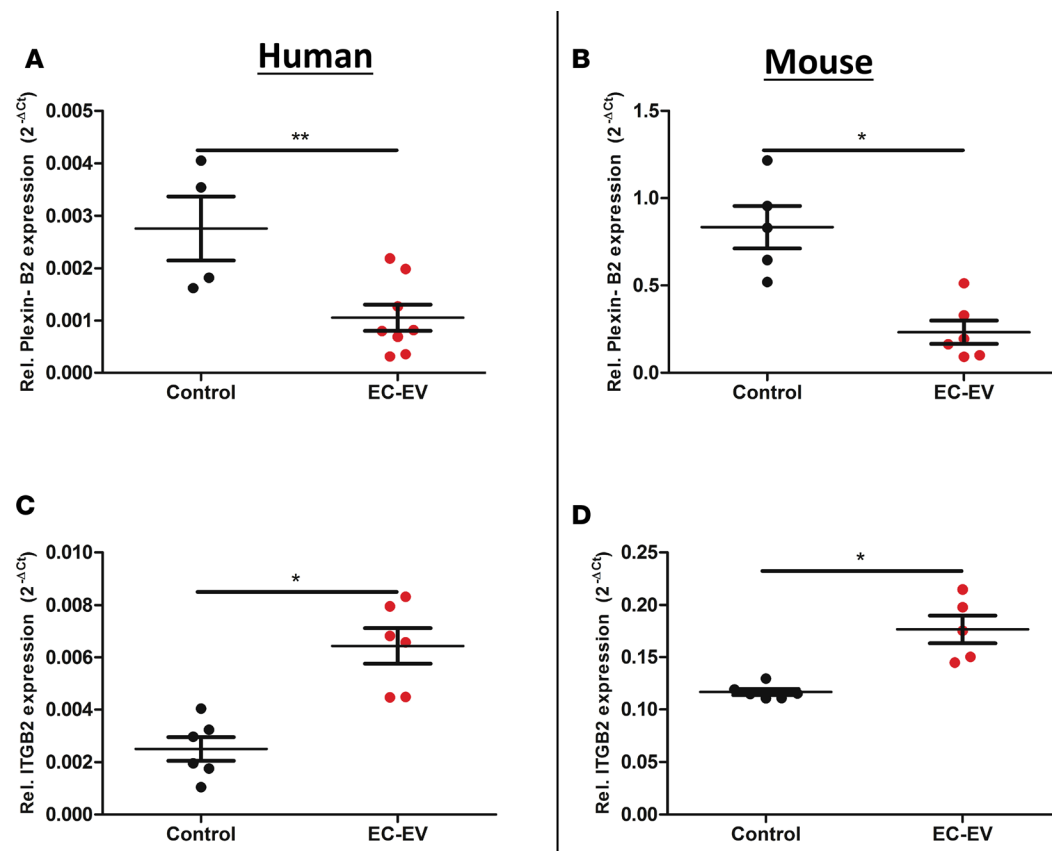 A
Human
Rel. Plexin- B2 expression (2^-ΔCt)
0.005
0.004
0.003
0.002
0.001
0.000
**
Control
EC-EV
B
Mouse
Rel. Plexin- B2 expression (2^-ΔCt)
1.5
1.0
0.5
0.0
*
Control
EC-EV
C
Rel. ITGB2 expression (2^-ΔCt)
0.010
0.008
0.006
0.004
0.002
0.000
*
Control
EC-EV
D
Rel. ITGB2 expression (2^-ΔCt)
0.25
0.20
0.15
0.10
0.05
0.00
*
Control
EC-EV